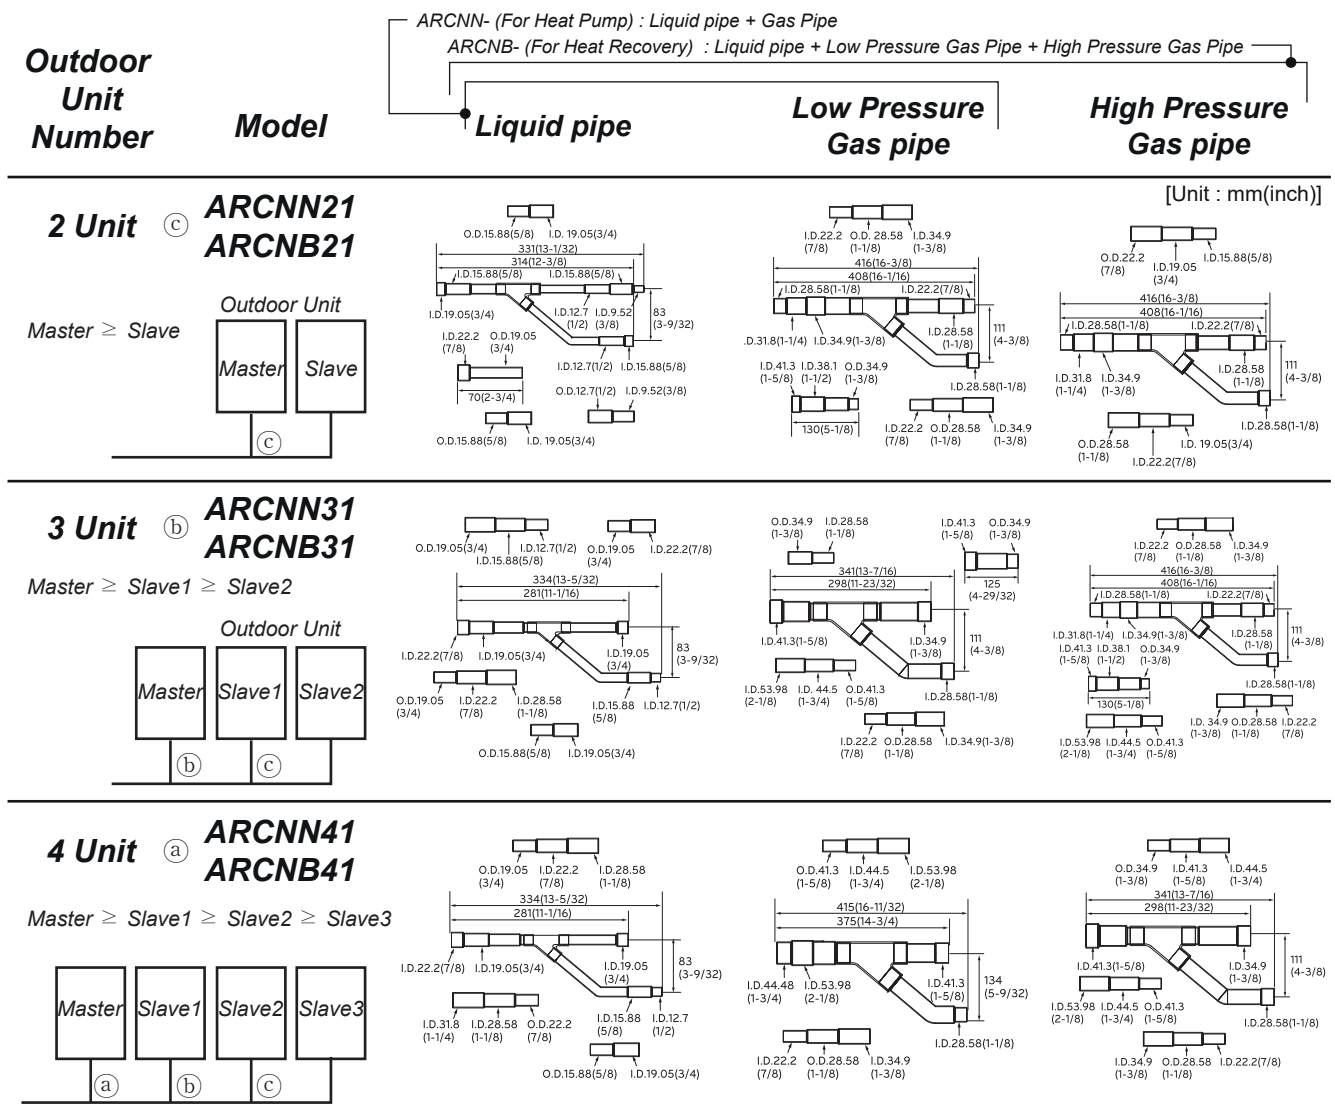 ARCNN- (For Heat Pump) : Liquid pipe + Gas Pipe
ARCNB- (For Heat Recovery) : Liquid pipe + Low Pressure Gas Pipe + High Pressure Gas Pipe
Outdoor
Unit
Number
Model
Liquid pipe
Low Pressure
Gas pipe
High Pressure
Gas pipe
[Unit : mm(inch)]
2 Unit ⓒ ARCNN21
ARCNB21
Master ≥ Slave
Outdoor Unit
Master Slave
ⓒ
O.D.15.88(5/8) I.D. 19.05(3/4)
331(13-1/32)
314(12-3/8)
I.D.15.88(5/8) I.D.15.88(5/8)
I.D.19.05(3/4)
I.D.12.7
(1/2)
I.D.9.52
(3/8)
83
(3-9/32)
I.D.22.2
(7/8)
O.D.19.05
(3/4)
I.D.12.7(1/2) I.D.15.88(5/8)
70(2-3/4)
O.D.12.7(1/2) I.D.9.52(3/8)
O.D.15.88(5/8) I.D. 19.05(3/4)
I.D.22.2
(7/8)
O.D. 28.58
(1-1/8)
I.D.34.9
(1-3/8)
416(16-3/8)
408(16-1/16)
I.D.28.58(1-1/8) I.D.22.2(7/8)
.D.31.8(1-1/4) I.D.34.9(1-3/8)
I.D.28.58
(1-1/8)
111
(4-3/8)
I.D.41.3
(1-5/8)
I.D.38.1
(1-1/2)
O.D.34.9
(1-3/8)
I.D.28.58(1-1/8)
130(5-1/8)
I.D.22.2
(7/8)
O.D.28.58
(1-1/8)
I.D.34.9
(1-3/8)
O.D.22.2
(7/8)
I.D.19.05
(3/4)
I.D.15.88(5/8)
416(16-3/8)
408(16-1/16)
I.D.28.58(1-1/8) I.D.22.2(7/8)
I.D.31.8
(1-1/4)
I.D.34.9
(1-3/8)
I.D.28.58
(1-1/8)
111
(4-3/8)
I.D.28.58(1-1/8)
O.D.28.58
(1-1/8)
I.D. 19.05(3/4)
I.D.22.2(7/8)
3 Unit ⓑ ARCNN31
ARCNB31
Master ≥ Slave1 ≥ Slave2
Outdoor Unit
Master Slave1 Slave2
ⓑ ⓒ
O.D.19.05(3/4) I.D.12.7(1/2)
I.D.15.88(5/8)
O.D.19.05
(3/4)
I.D.22.2(7/8)
334(13-5/32)
281(11-1/16)
I.D.22.2(7/8) I.D.19.05(3/4)
I.D.19.05
(3/4)
83
(3-9/32)
O.D.19.05
(3/4)
I.D.22.2
(7/8)
I.D.28.58
(1-1/8)
I.D.15.88
(5/8)
I.D.12.7(1/2)
O.D.15.88(5/8) I.D.19.05(3/4)
O.D.34.9
(1-3/8)
I.D.28.58
(1-1/8)
I.D.41.3
(1-5/8)
O.D.34.9
(1-3/8)
125
(4-29/32)
341(13-7/16)
298(11-23/32)
I.D.41.3(1-5/8)
I.D.34.9
(1-3/8)
111
(4-3/8)
I.D.53.98
(2-1/8)
I.D. 44.5
(1-3/4)
O.D.41.3
(1-5/8)
I.D.28.58(1-1/8)
I.D.22.2
(7/8)
O.D.28.58
(1-1/8)
I.D.34.9(1-3/8)
I.D.22.2
(7/8)
O.D.28.58
(1-1/8)
I.D.34.9
(1-3/8)
416(16-3/8)
408(16-1/16)
I.D.28.58(1-1/8) I.D.22.2(7/8)
I.D.31.8(1-1/4) I.D.34.9(1-3/8)
I.D.28.58
(1-1/8)
111
(4-3/8)
I.D.41.3
(1-5/8)
I.D.38.1
(1-1/2)
O.D.34.9
(1-3/8)
I.D.28.58(1-1/8)
130(5-1/8)
I.D.53.98
(2-1/8)
I.D.44.5
(1-3/4)
O.D.41.3
(1-5/8)
I.D. 34.9
(1-3/8)
O.D.28.58
(1-1/8)
I.D.22.2
(7/8)
4 Unit ⓐ ARCNN41
ARCNB41
Master ≥ Slave1 ≥ Slave2 ≥ Slave3
Master Slave1 Slave2 Slave3
ⓐ ⓑ ⓒ
O.D.19.05
(3/4)
I.D.22.2
(7/8)
I.D.28.58
(1-1/8)
334(13-5/32)
281(11-1/16)
I.D.22.2(7/8) I.D.19.05(3/4)
I.D.19.05
(3/4)
83
(3-9/32)
I.D.31.8
(1-1/4)
I.D.28.58
(1-1/8)
O.D.22.2
(7/8)
I.D.15.88
(5/8)
I.D.12.7
(1/2)
O.D.15.88(5/8) I.D.19.05(3/4)
O.D.41.3
(1-5/8)
I.D.44.5
(1-3/4)
I.D.53.98
(2-1/8)
415(16-11/32)
375(14-3/4)
I.D.44.48
(1-3/4)
I.D.53.98
(2-1/8)
I.D.41.3
(1-5/8)
134
(5-9/32)
I.D.28.58(1-1/8)
I.D.22.2
(7/8)
O.D.28.58
(1-1/8)
I.D.34.9
(1-3/8)
O.D.34.9
(1-3/8)
I.D.41.3
(1-5/8)
I.D.44.5
(1-3/4)
341(13-7/16)
298(11-23/32)
I.D.41.3(1-5/8)
I.D.34.9
(1-3/8)
111
(4-3/8)
I.D.53.98
(2-1/8)
I.D.44.5
(1-3/4)
O.D.41.3
(1-5/8)
I.D.28.58(1-1/8)
I.D.34.9
(1-3/8)
O.D.28.58
(1-1/8)
I.D.22.2(7/8)